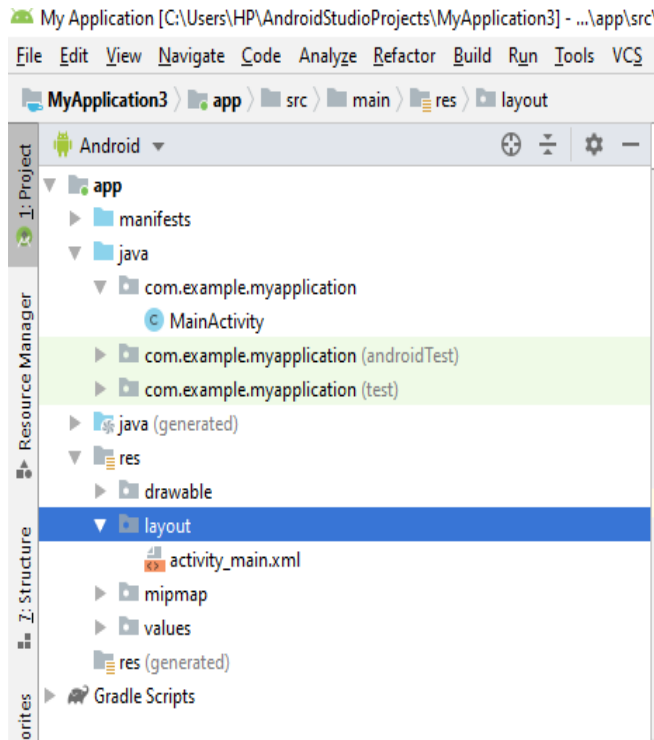 My Application [C:\Users\HP\AndroidStudioProjects\MyApplication3] - ...\app\src\
File Edit View Navigate Code Analyze Refactor Build Run Tools VCS
MyApplication3 app src main res layout
Android
1: Project
app
manifests
java
com.example.myapplication
MainActivity
com.example.myapplication (androidTest)
com.example.myapplication (test)
java (generated)
Resource Manager
res
drawable
layout
activity_main.xml
7: Structure
mipmap
values
res (generated)
Gradle Scripts
orites